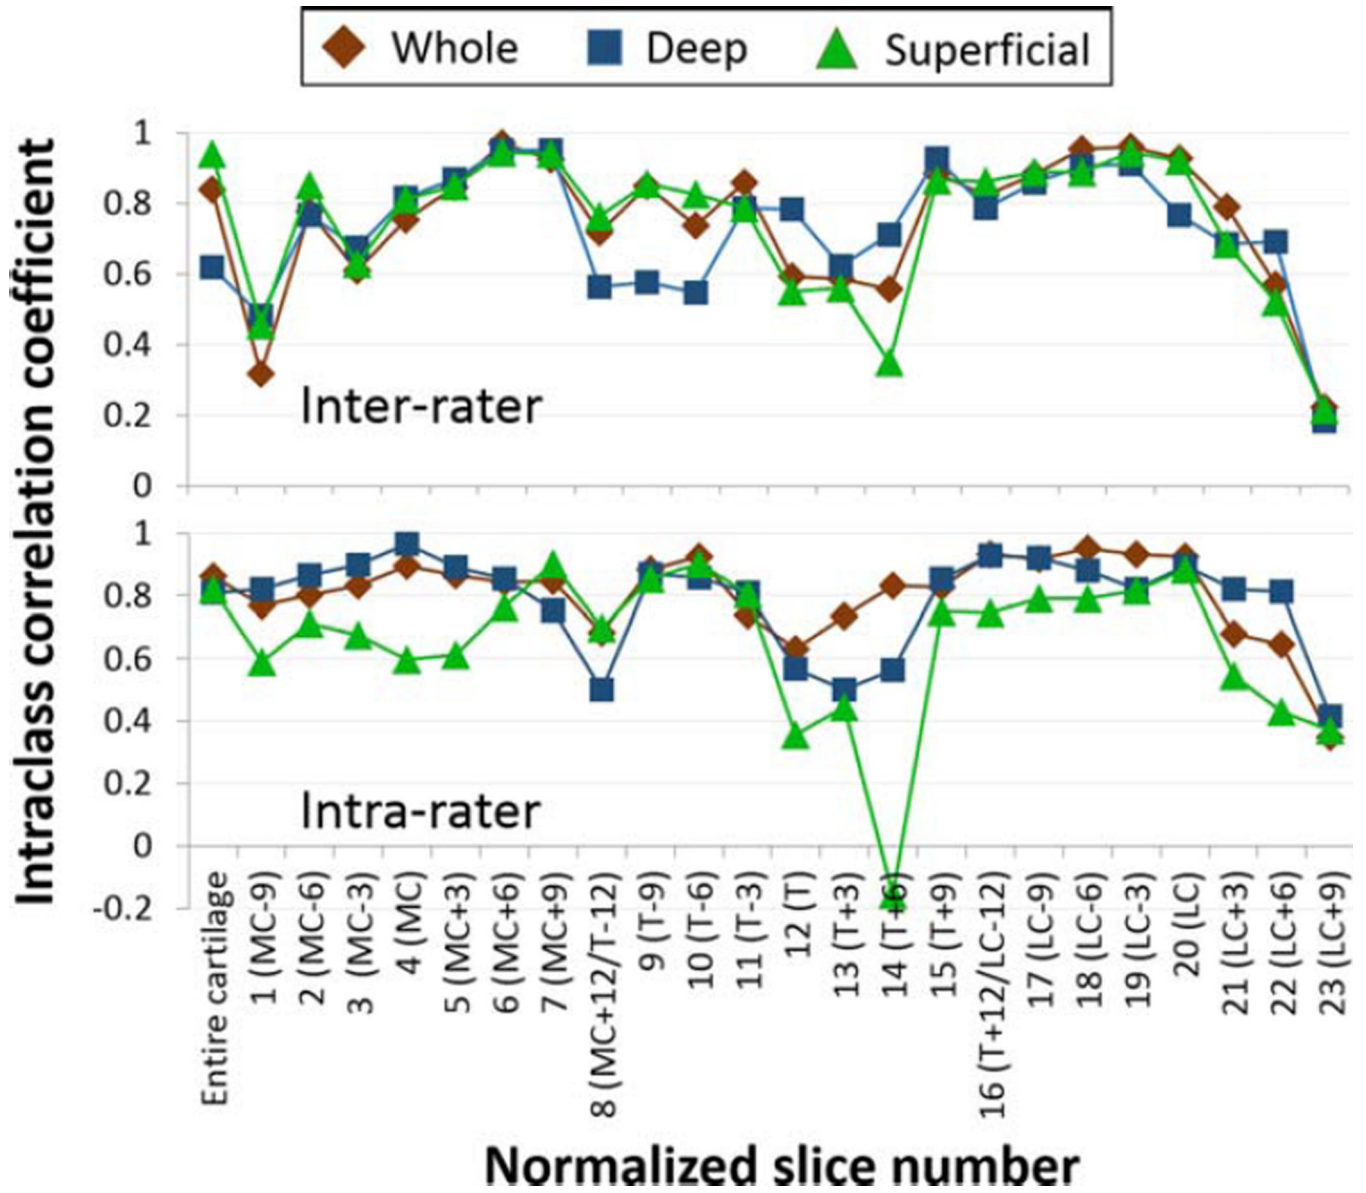 Whole Deep Superficial
Intraclass correlation coefficient
1
0.8
0.6
0.4
0.2
0
Inter-rater
1
0.8
0.6
0.4
0.2
0
-0.2
Intra-rater
Entire cartilage
1 (MC-9)
2 (MC-6)
3 (MC-3)
4 (MC)
5 (MC+3)
6 (MC+6)
7 (MC+9)
8 (MC+12/T-12)
9 (T-9)
10 (T-6)
11 (T-3)
12 (T)
13 (T+3)
14 (T+6)
15 (T+9)
16 (T+12/LC-12)
17 (LC-9)
18 (LC-6)
19 (LC-3)
20 (LC)
21 (LC+3)
22 (LC+6)
23 (LC+9)
Normalized slice number